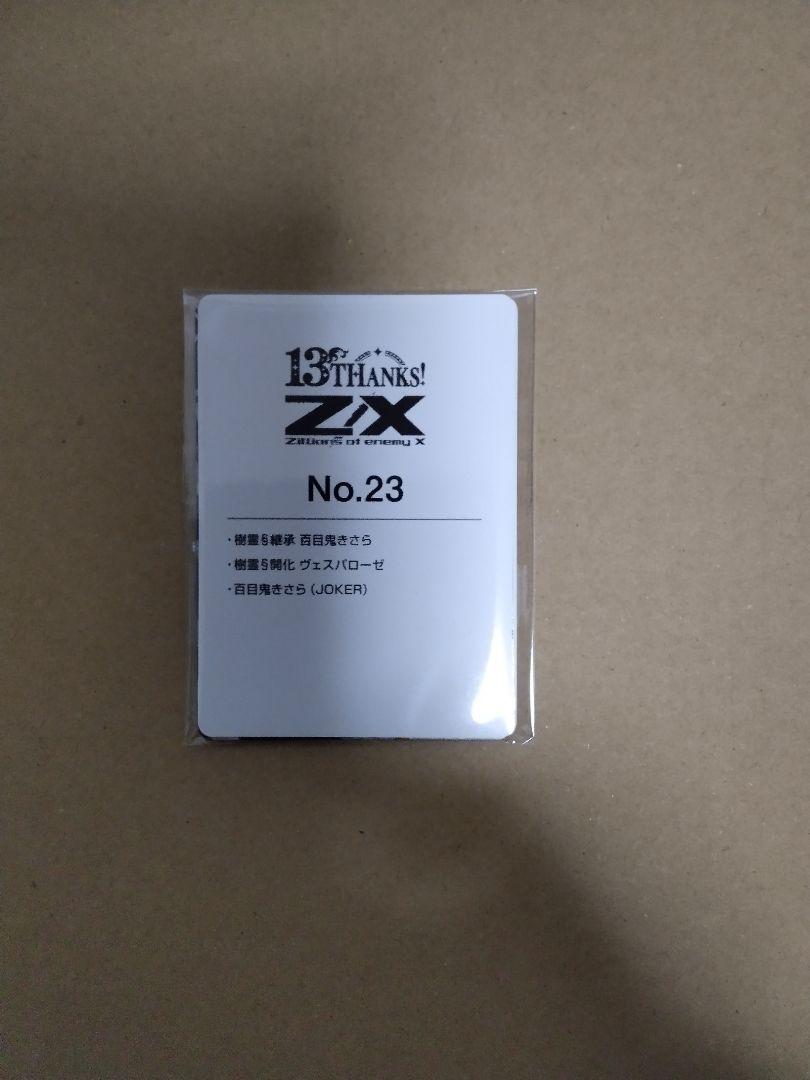 13th THANKS!
Z/X
Zillions of enemy X
No.23
・樹霊§継承 百目鬼きさら
・樹霊§開化 ヴェスパローゼ
・百目鬼きさら(JOKER)